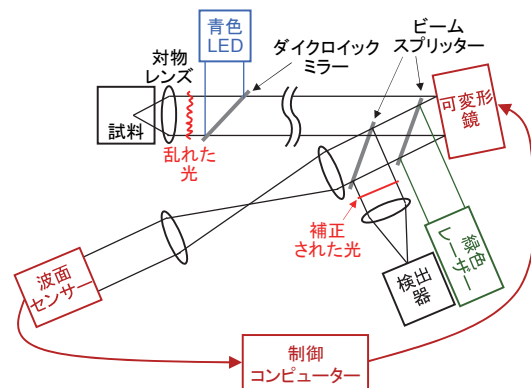 青色
LED
対物
レンズ
ダイクロイック
ミラー
ビーム
スプリッター
試料
乱れた
光
可変形
鏡
補正
された光
検出
器
緑色
レーザー
波面
センサー
制御
コンピューター